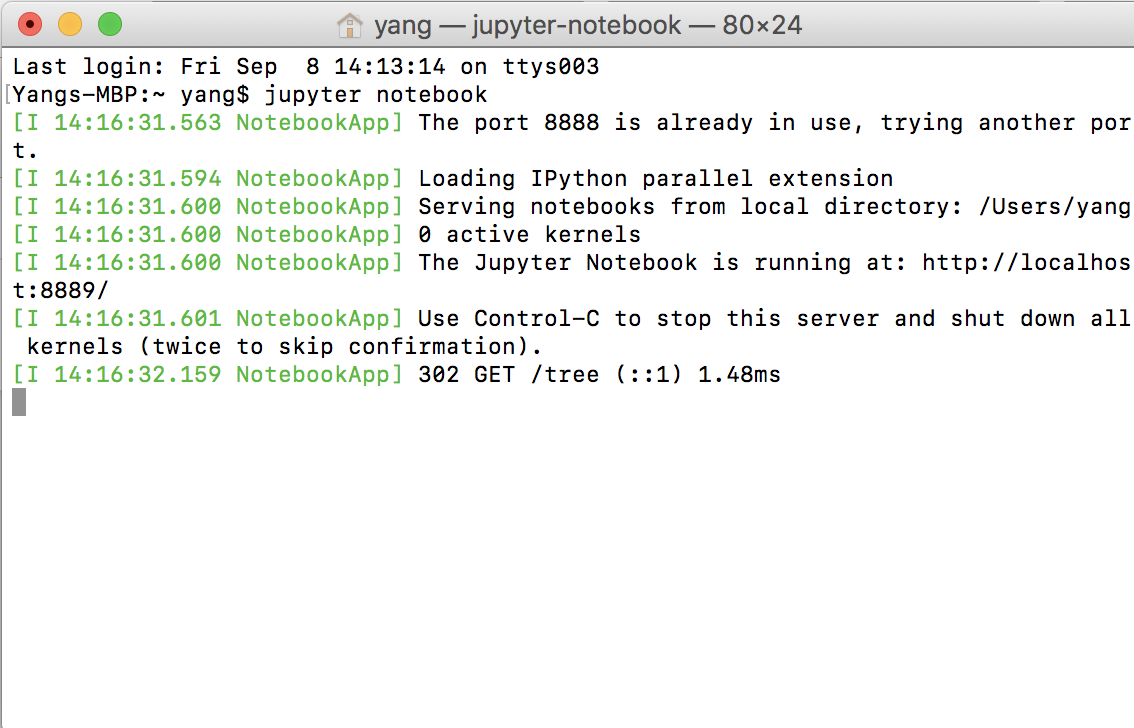 yang — jupyter-notebook — 80×24
Last login: Fri Sep  8 14:13:14 on ttys003
[Yangs-MBP:~ yang$ jupyter notebook
[I 14:16:31.563 NotebookApp] The port 8888 is already in use, trying another por
t.
[I 14:16:31.594 NotebookApp] Loading IPython parallel extension
[I 14:16:31.600 NotebookApp] Serving notebooks from local directory: /Users/yang
[I 14:16:31.600 NotebookApp] 0 active kernels
[I 14:16:31.600 NotebookApp] The Jupyter Notebook is running at: http://localhos
t:8889/
[I 14:16:31.601 NotebookApp] Use Control-C to stop this server and shut down all
 kernels (twice to skip confirmation).
[I 14:16:32.159 NotebookApp] 302 GET /tree (::1) 1.48ms